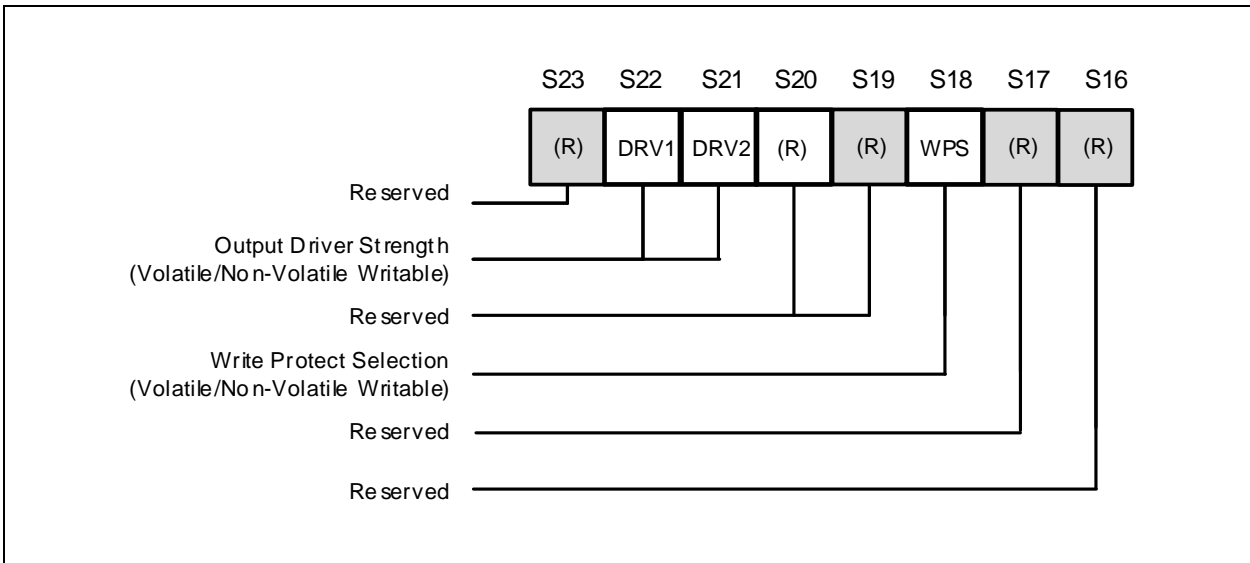 S23 S22 S21 S20 S19 S18 S17 S16
(R) DRV1 DRV2 (R) (R) WPS (R) (R)
Reserved
Output Driver Strength
(Volatile/Non-Volatile Writable)
Reserved
Write Protect Selection
(Volatile/Non-Volatile Writable)
Reserved
Reserved